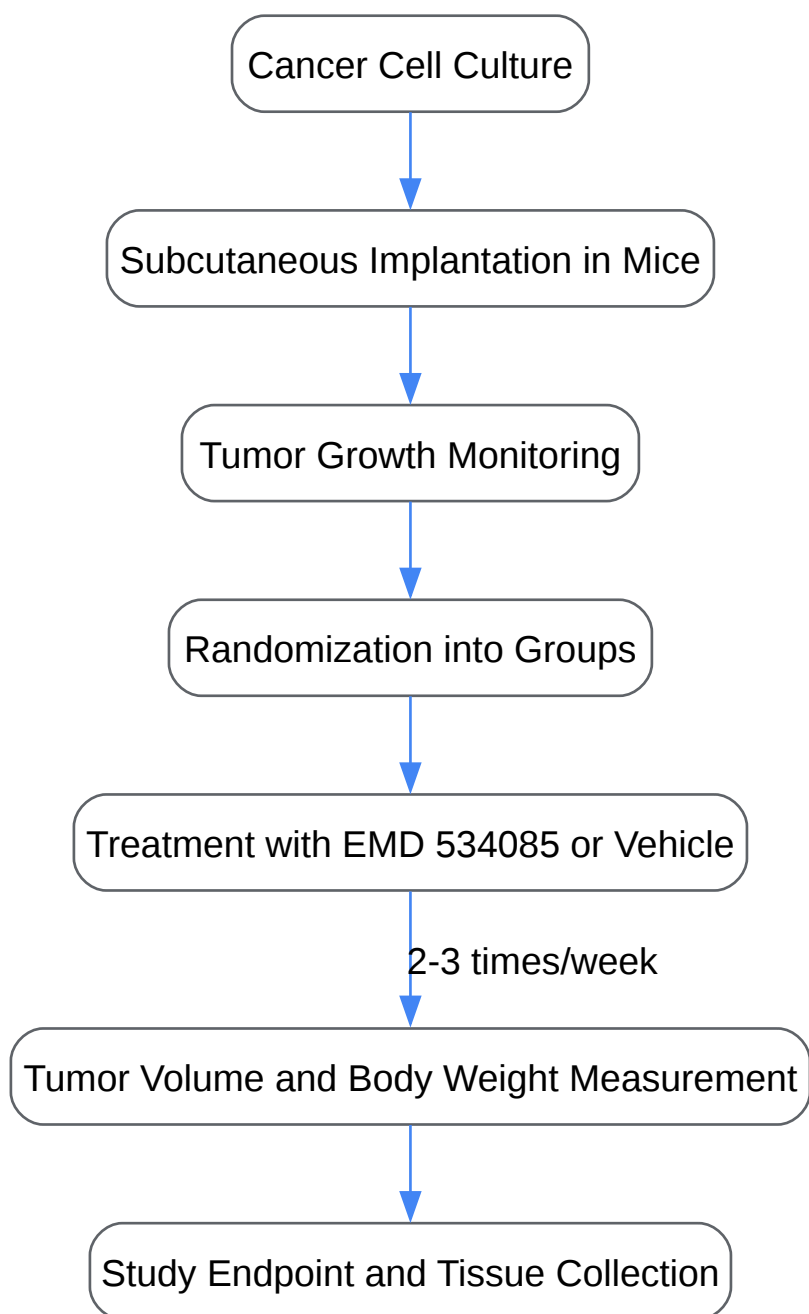 Cancer Cell Culture
Subcutaneous Implantation in Mice
Tumor Growth Monitoring
Randomization into Groups
Treatment with EMD 534085 or Vehicle
2-3 times/week
Tumor Volume and Body Weight Measurement
Study Endpoint and Tissue Collection